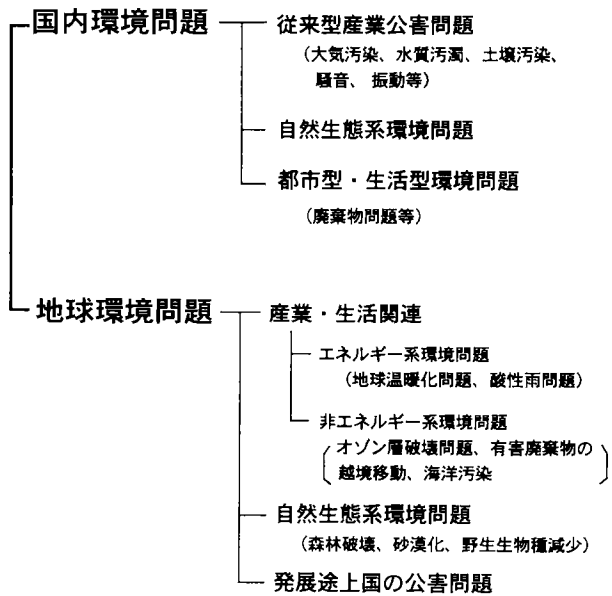 国内環境問題
従来型産業公害問題
(大気汚染、水質汚濁、土壌汚染、
騒音、振動等)
自然生態系環境問題
都市型・生活型環境問題
(廃棄物問題等)
地球環境問題
産業・生活関連
エネルギー系環境問題
(地球温暖化問題、酸性雨問題)
非エネルギー系環境問題
(オゾン層破壊問題、有害廃棄物の
越境移動、海洋汚染)
自然生態系環境問題
(森林破壊、砂漠化、野生生物種減少)
発展途上国の公害問題